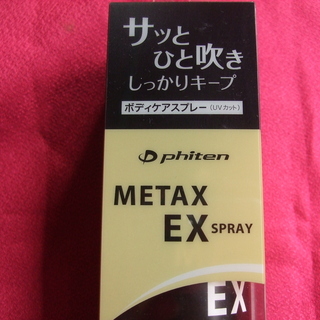 サッと
ひと吹き
しっかりキープ
ボディケアスプレー(UVカット)
phiten
METAX
EX SPRAY
EX